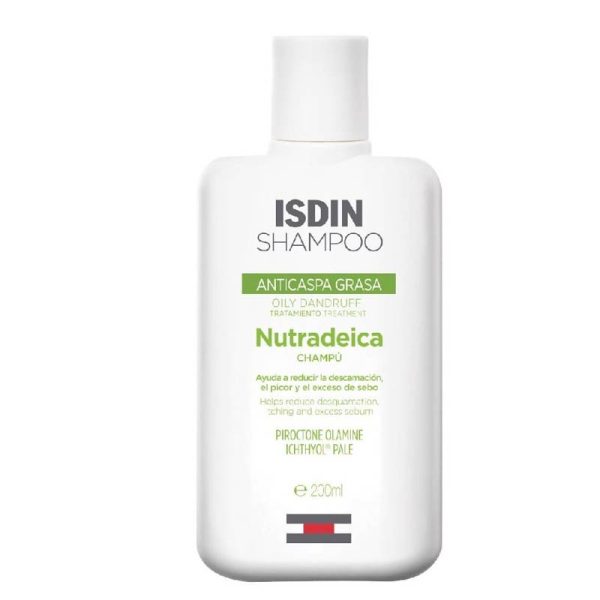 ISDIN
SHAMPOO
ANTICASPA GRASA
OILY DANDRUFF
TRATAMIENTO TREATMENT
Nutradeica
CHAMPÚ
Ayuda a reducir la descamación,
el picor y el exceso de sebo
Helps reduce desquamation,
itching and excess sebum
PIROCTONE OLAMINE
ICHTHYOL® PALE
℮ 200ml